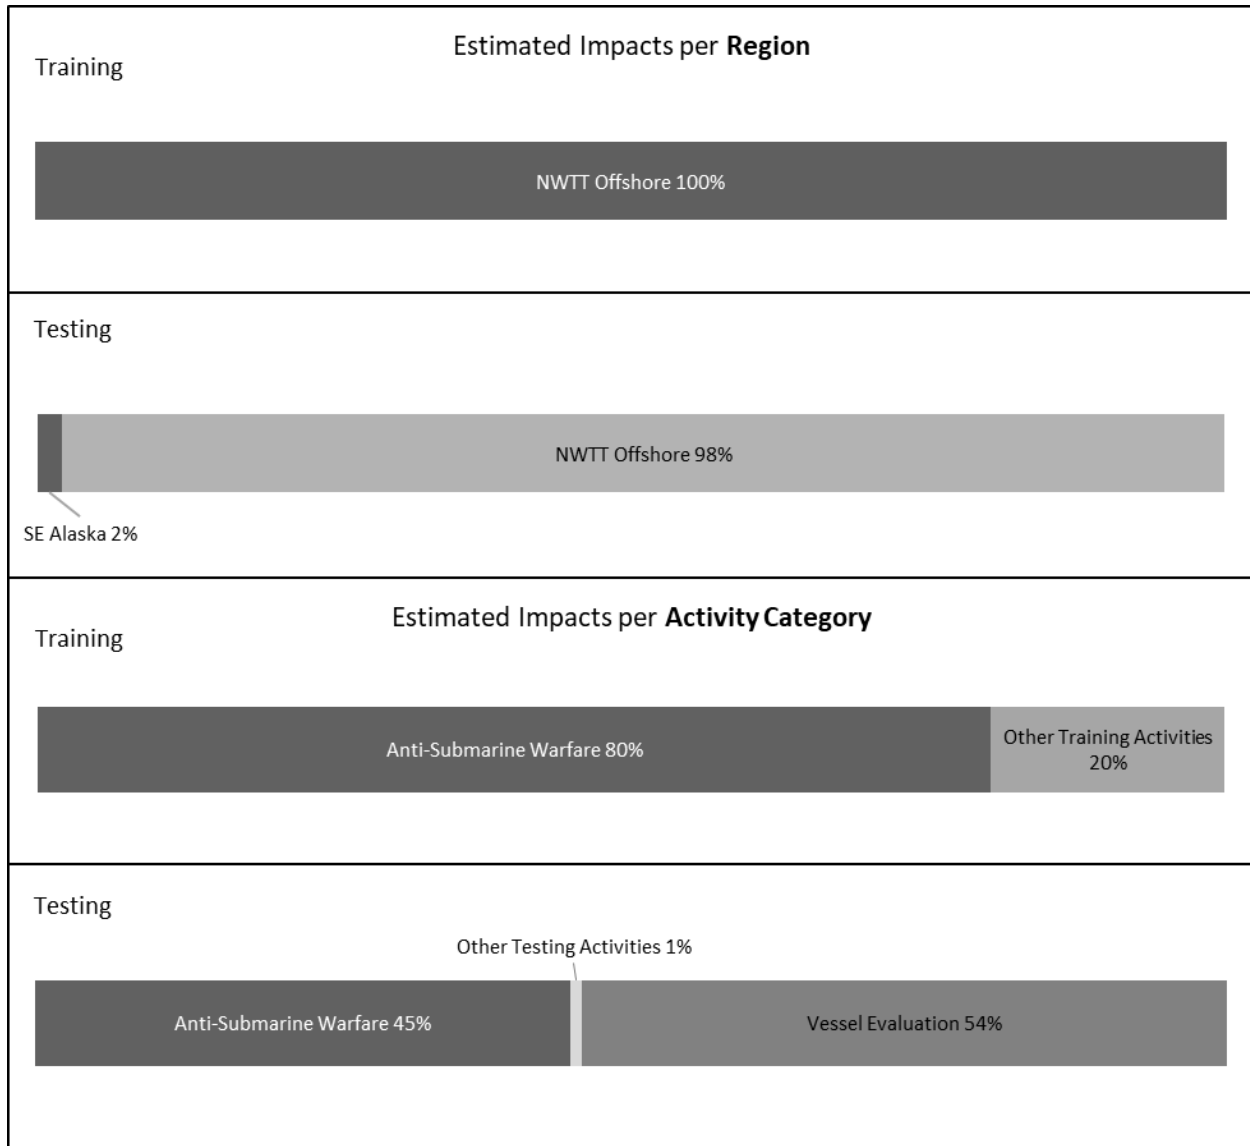 Estimated Impacts per Region
Training
NWTT Offshore 100%
Testing
NWTT Offshore 98%
SE Alaska 2%
Estimated Impacts per Activity Category
Training
Anti-Submarine Warfare 80%
Other Training Activities
20%
Testing
Other Testing Activities 1%
Anti-Submarine Warfare 45%
Vessel Evaluation 54%